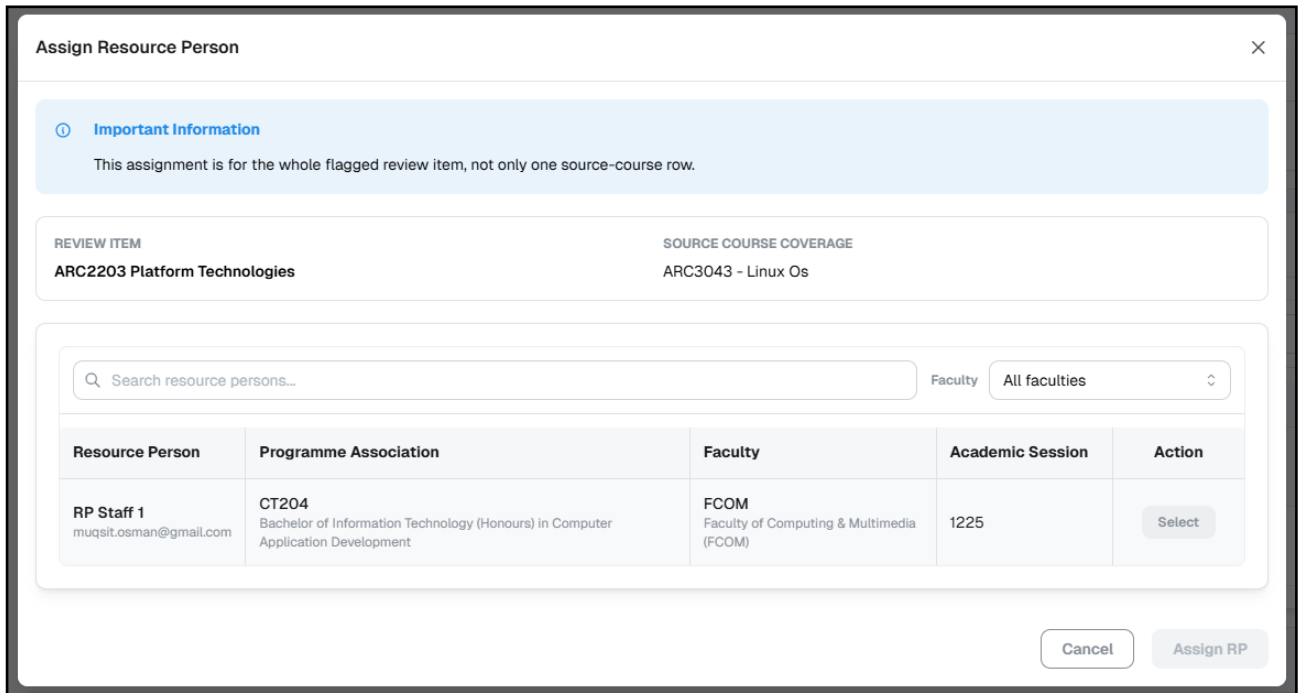 Assign Resource Person
Important Information
This assignment is for the whole flagged review item, not only one source-course row.
REVIEW ITEM
SOURCE COURSE COVERAGE
ARC2203 Platform Technologies
ARC3043 - Linux Os
Search resource persons...
Faculty
All faculties
Resource Person
Programme Association
Faculty
Academic Session
Action
RP Staff 1
muqsit.osman@gmail.com
CT204
Bachelor of Information Technology (Honours) in Computer
Application Development
FCOM
Faculty of Computing & Multimedia
(FCOM)
1225
Select
Cancel
Assign RP